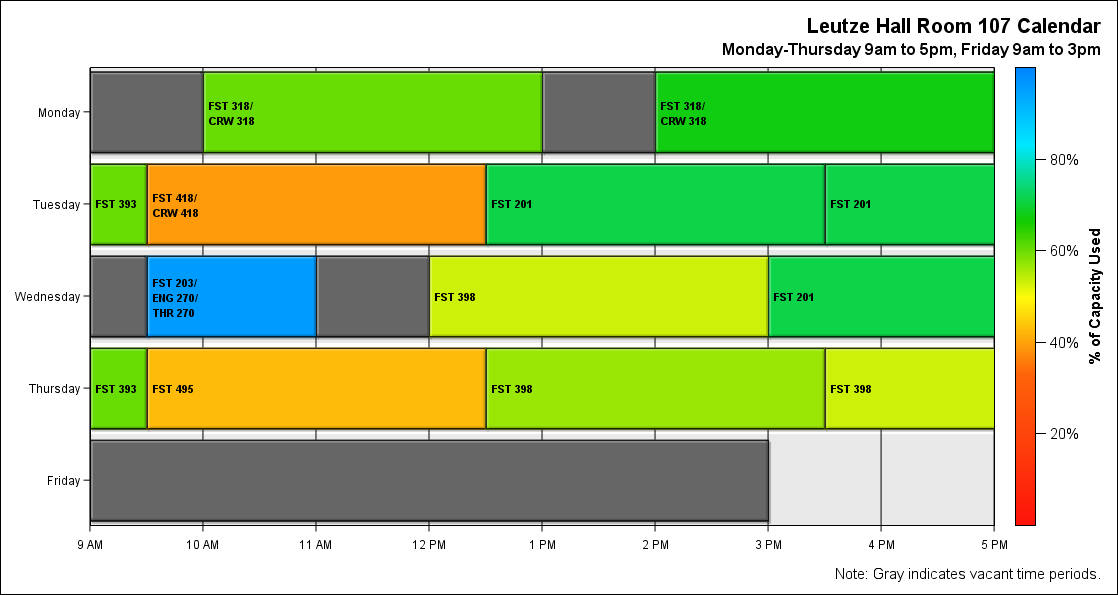 Leutze Hall Room 107 Calendar
Monday-Thursday 9am to 5pm, Friday 9am to 3pm
Monday
FST 318/
CRW 318
FST 318/
CRW 318
Tuesday
FST 393
FST 418/
CRW 418
FST 201
FST 201
Wednesday
FST 203/
ENG 270/
THR 270
FST 398
FST 201
Thursday
FST 393
FST 495
FST 398
FST 398
Friday
9 AM
10 AM
11 AM
12 PM
1 PM
2 PM
3 PM
4 PM
5 PM
80%
60%
40%
20%
% of Capacity Used
Note: Gray indicates vacant time periods.